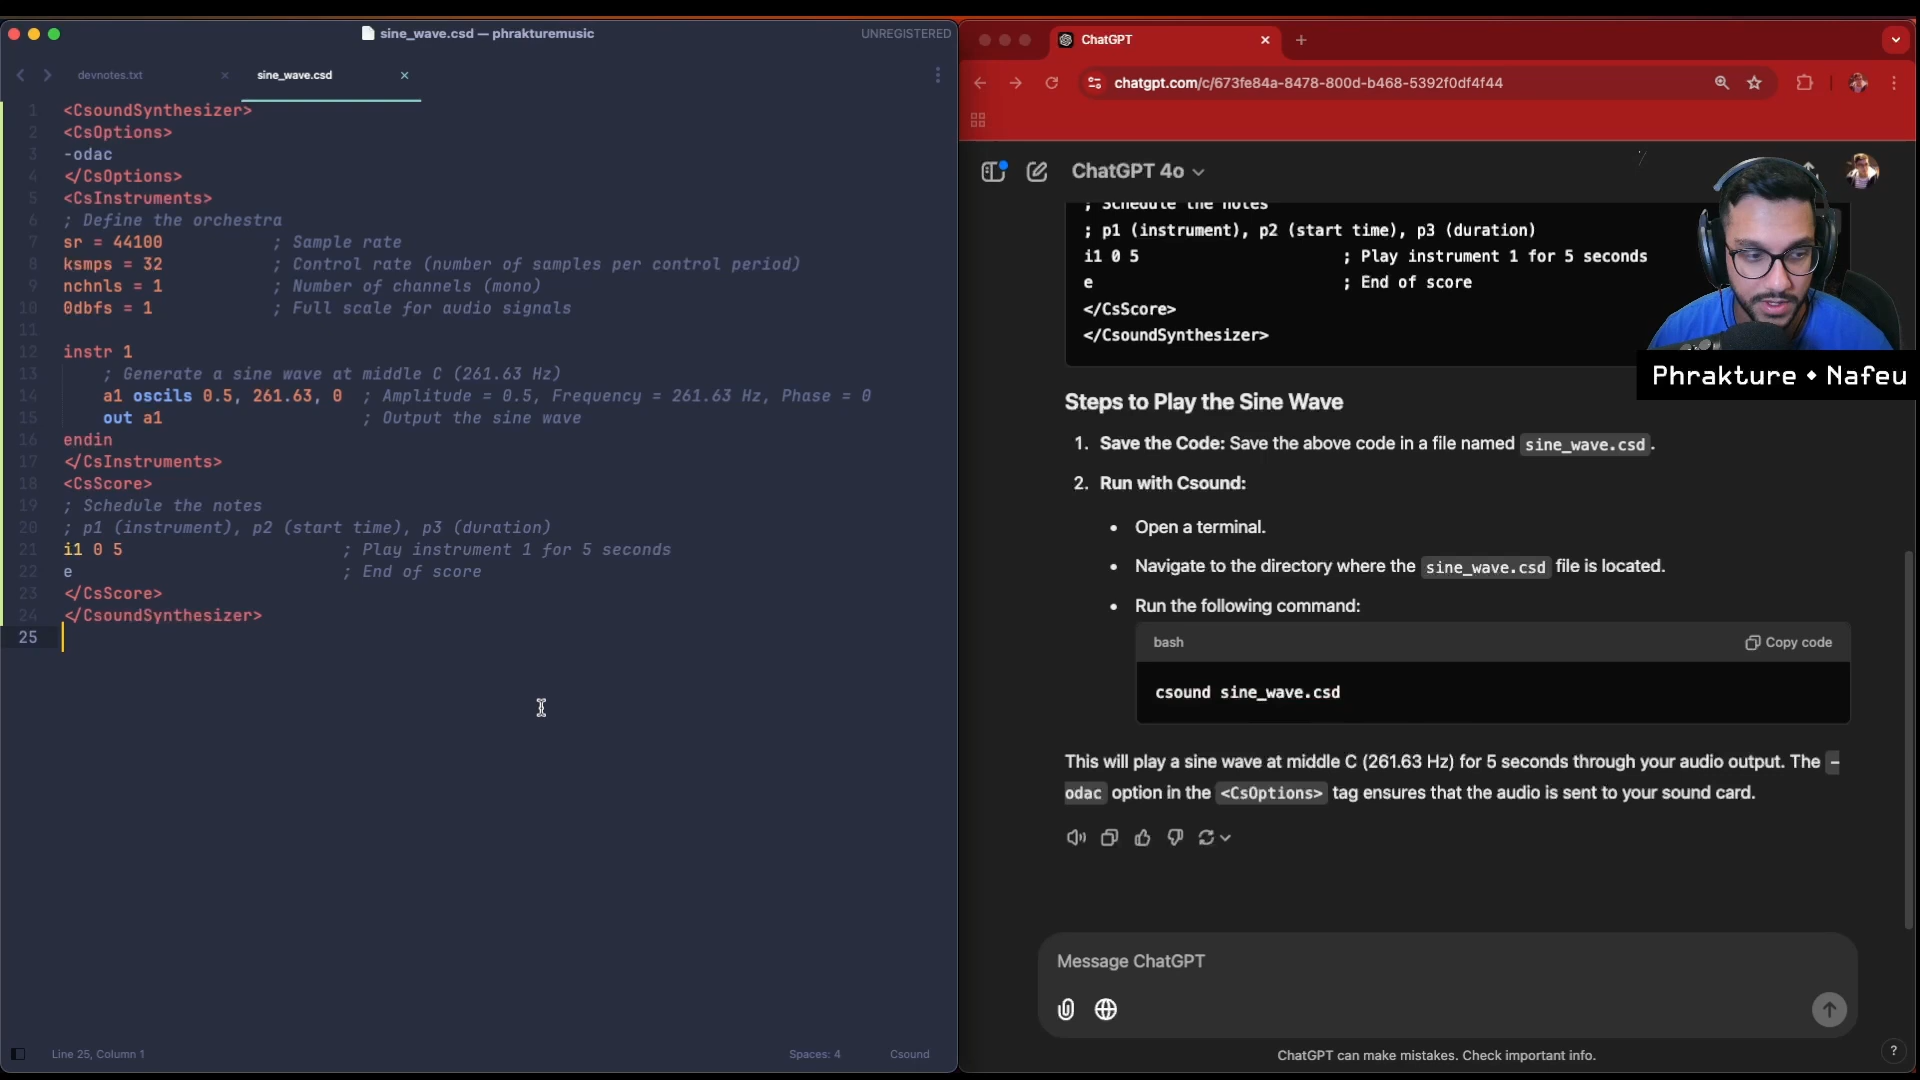 sine_wave.csd — phrakturemusic
UNREGISTERED
devnotes.txt
sine_wave.csd
1 <CsoundSynthesizer>
2 <CsOptions>
3 -odac
4 </CsOptions>
5 <CsInstruments>
6 ; Define the orchestra
7 sr = 44100 ; Sample rate
8 ksmps = 32 ; Control rate (number of samples per control period)
9 nchnls = 1 ; Number of channels (mono)
10 0dbfs = 1 ; Full scale for audio signals
11
12 instr 1
13 ; Generate a sine wave at middle C (261.63 Hz)
14 a1 oscils 0.5, 261.63, 0 ; Amplitude = 0.5, Frequency = 261.63 Hz, Phase = 0
15 out a1 ; Output the sine wave
16 endin
17 </CsInstruments>
18 <CsScore>
19 ; Schedule the notes
20 ; p1 (instrument), p2 (start time), p3 (duration)
21 i1 0 5 ; Play instrument 1 for 5 seconds
22 e ; End of score
23 </CsScore>
24 </CsoundSynthesizer>
25
Line 25, Column 1
Spaces: 4
Csound
ChatGPT
chatgpt.com/c/673fe84a-8478-800d-b468-5392f0df4f44
ChatGPT 4o
; Schedule the notes
; p1 (instrument), p2 (start time), p3 (duration)
i1 0 5 ; Play instrument 1 for 5 seconds
e ; End of score
</CsScore>
</CsoundSynthesizer>
Phrakture ◆ Nafeu
Steps to Play the Sine Wave
1. Save the Code: Save the above code in a file named sine_wave.csd.
2. Run with Csound:
• Open a terminal.
• Navigate to the directory where the sine_wave.csd file is located.
• Run the following command:
bash
Copy code
csound sine_wave.csd
This will play a sine wave at middle C (261.63 Hz) for 5 seconds through your audio output. The -
odac option in the <CsOptions> tag ensures that the audio is sent to your sound card.
Message ChatGPT
ChatGPT can make mistakes. Check important info.
?